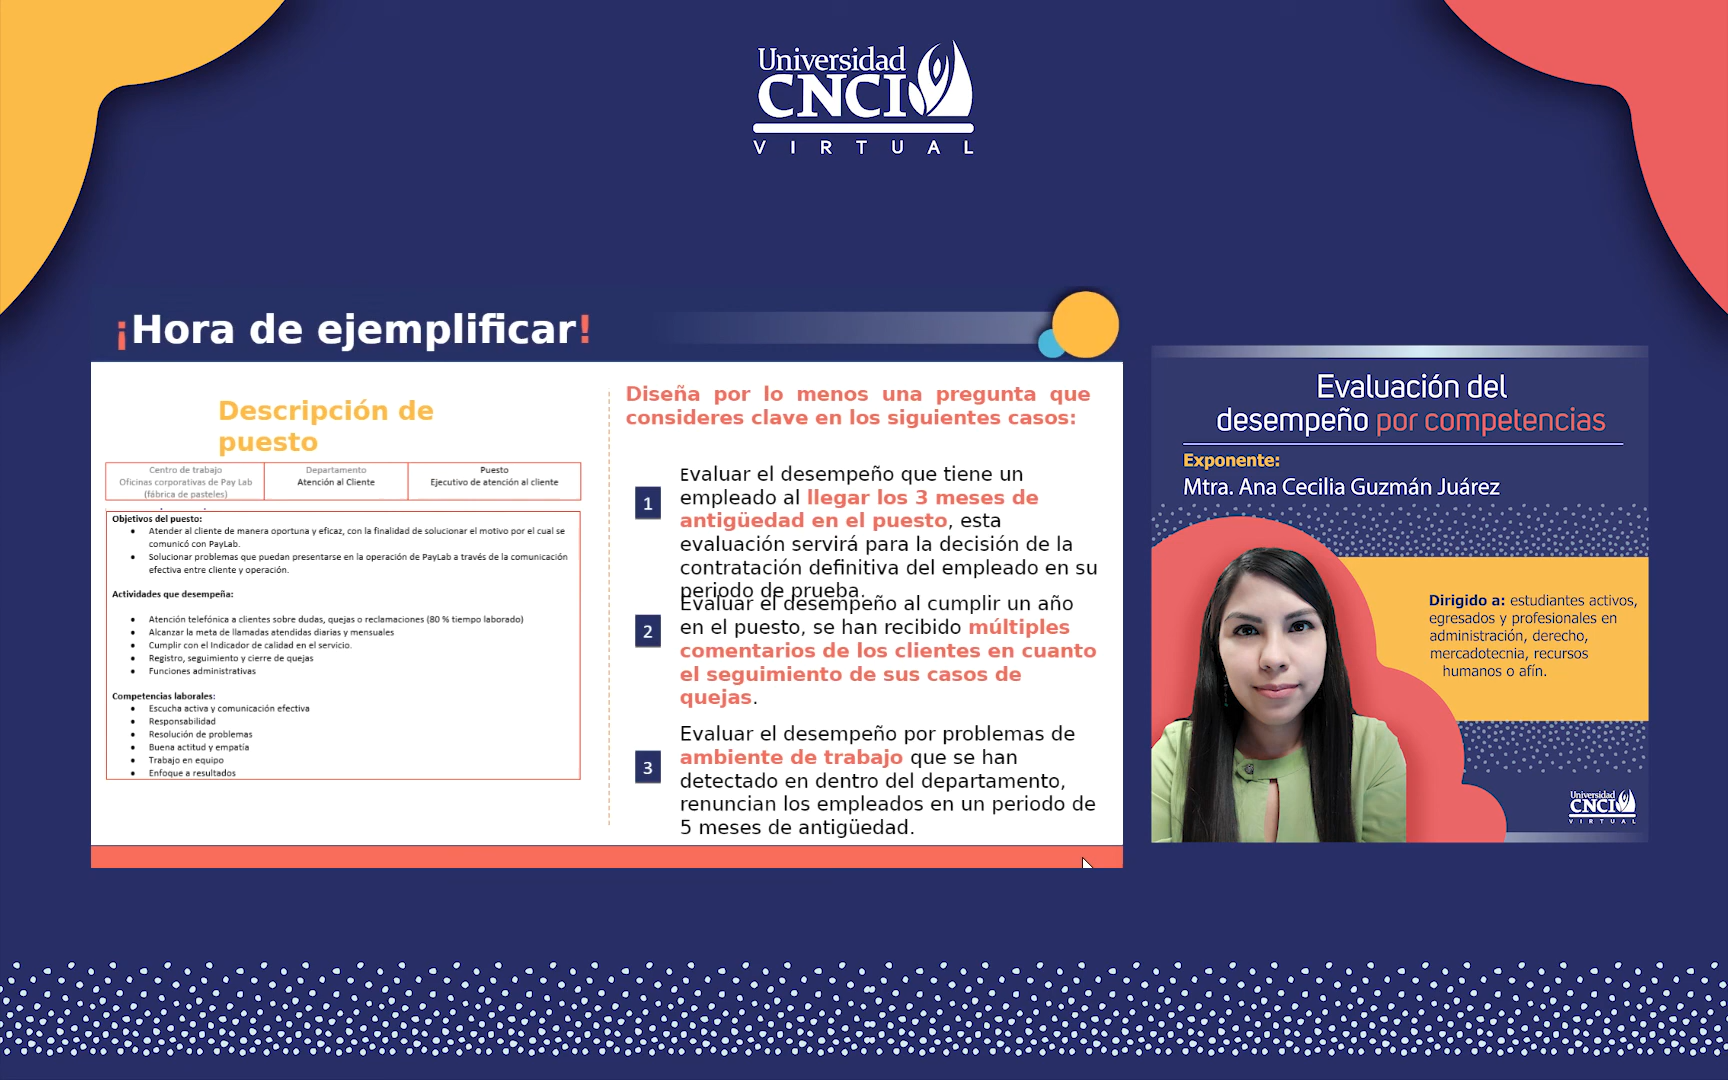 Universidad
CNCI
VIRTUAL
¡Hora de ejemplificar!
Descripción de
puesto
Centro de trabajo
Oficinas corporativas de Pay Lab
(fábrica de pasteles)
Departamento
Atención al Cliente
Puesto
Ejecutivo de atención al cliente
Objetivos del puesto:
• Atender al cliente de manera oportuna y eficaz, con la finalidad de solucionar el motivo por el cual se
comunicó con PayLab.
• Solucionar problemas que puedan presentarse en la operación de PayLab a través de la comunicación
efectiva entre cliente y operación.
Actividades que desempeña:
• Atención telefónica a clientes sobre dudas, quejas o reclamaciones (80 % tiempo laborado)
• Alcanzar la meta de llamadas atendidas diarias y mensuales
• Cumplir con el Indicador de calidad en el servicio.
• Registro, seguimiento y cierre de quejas
• Funciones administrativas
Competencias laborales:
• Escucha activa y comunicación efectiva
• Responsabilidad
• Resolución de problemas
• Buena actitud y empatía
• Trabajo en equipo
• Enfoque a resultados
Diseña por lo menos una pregunta que
consideres clave en los siguientes casos:
1
Evaluar el desempeño que tiene un
empleado al llegar los 3 meses de
antigüedad en el puesto, esta
evaluación servirá para la decisión de la
contratación definitiva del empleado en su
periodo de prueba.
2
Evaluar el desempeño al cumplir un año
en el puesto, se han recibido múltiples
comentarios de los clientes en cuanto
el seguimiento de sus casos de
quejas.
3
Evaluar el desempeño por problemas de
ambiente de trabajo que se han
detectado en dentro del departamento,
renuncian los empleados en un periodo de
5 meses de antigüedad.
Evaluación del
desempeño por competencias
Exponente:
Mtra. Ana Cecilia Guzmán Juárez
Dirigido a: estudiantes activos,
egresados y profesionales en
administración, derecho,
mercadotecnia, recursos
humanos o afín.
Universidad
CNCI
VIRTUAL